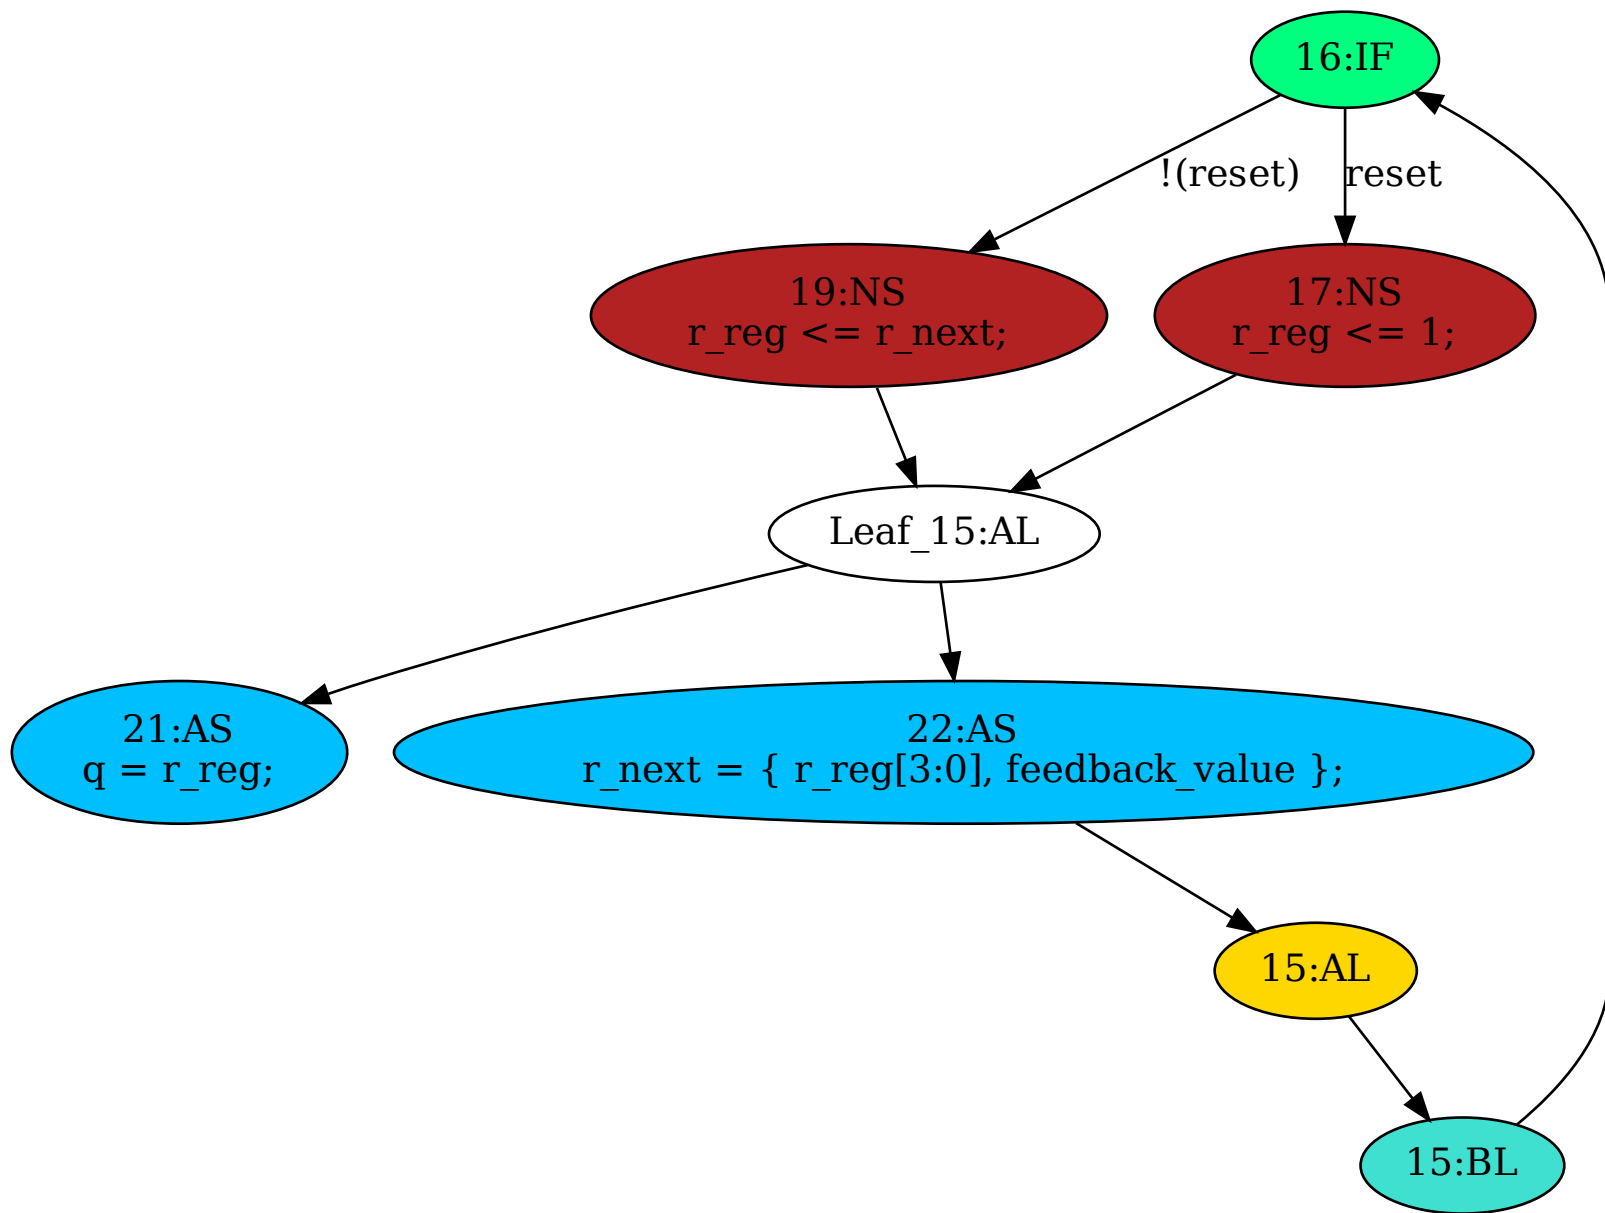 16:IF
!(reset)
reset
19:NS
r_reg <= r_next;
17:NS
r_reg <= 1;
Leaf_15:AL
21:AS
q = r_reg;
22:AS
r_next = { r_reg[3:0], feedback_value };
15:AL
15:BL